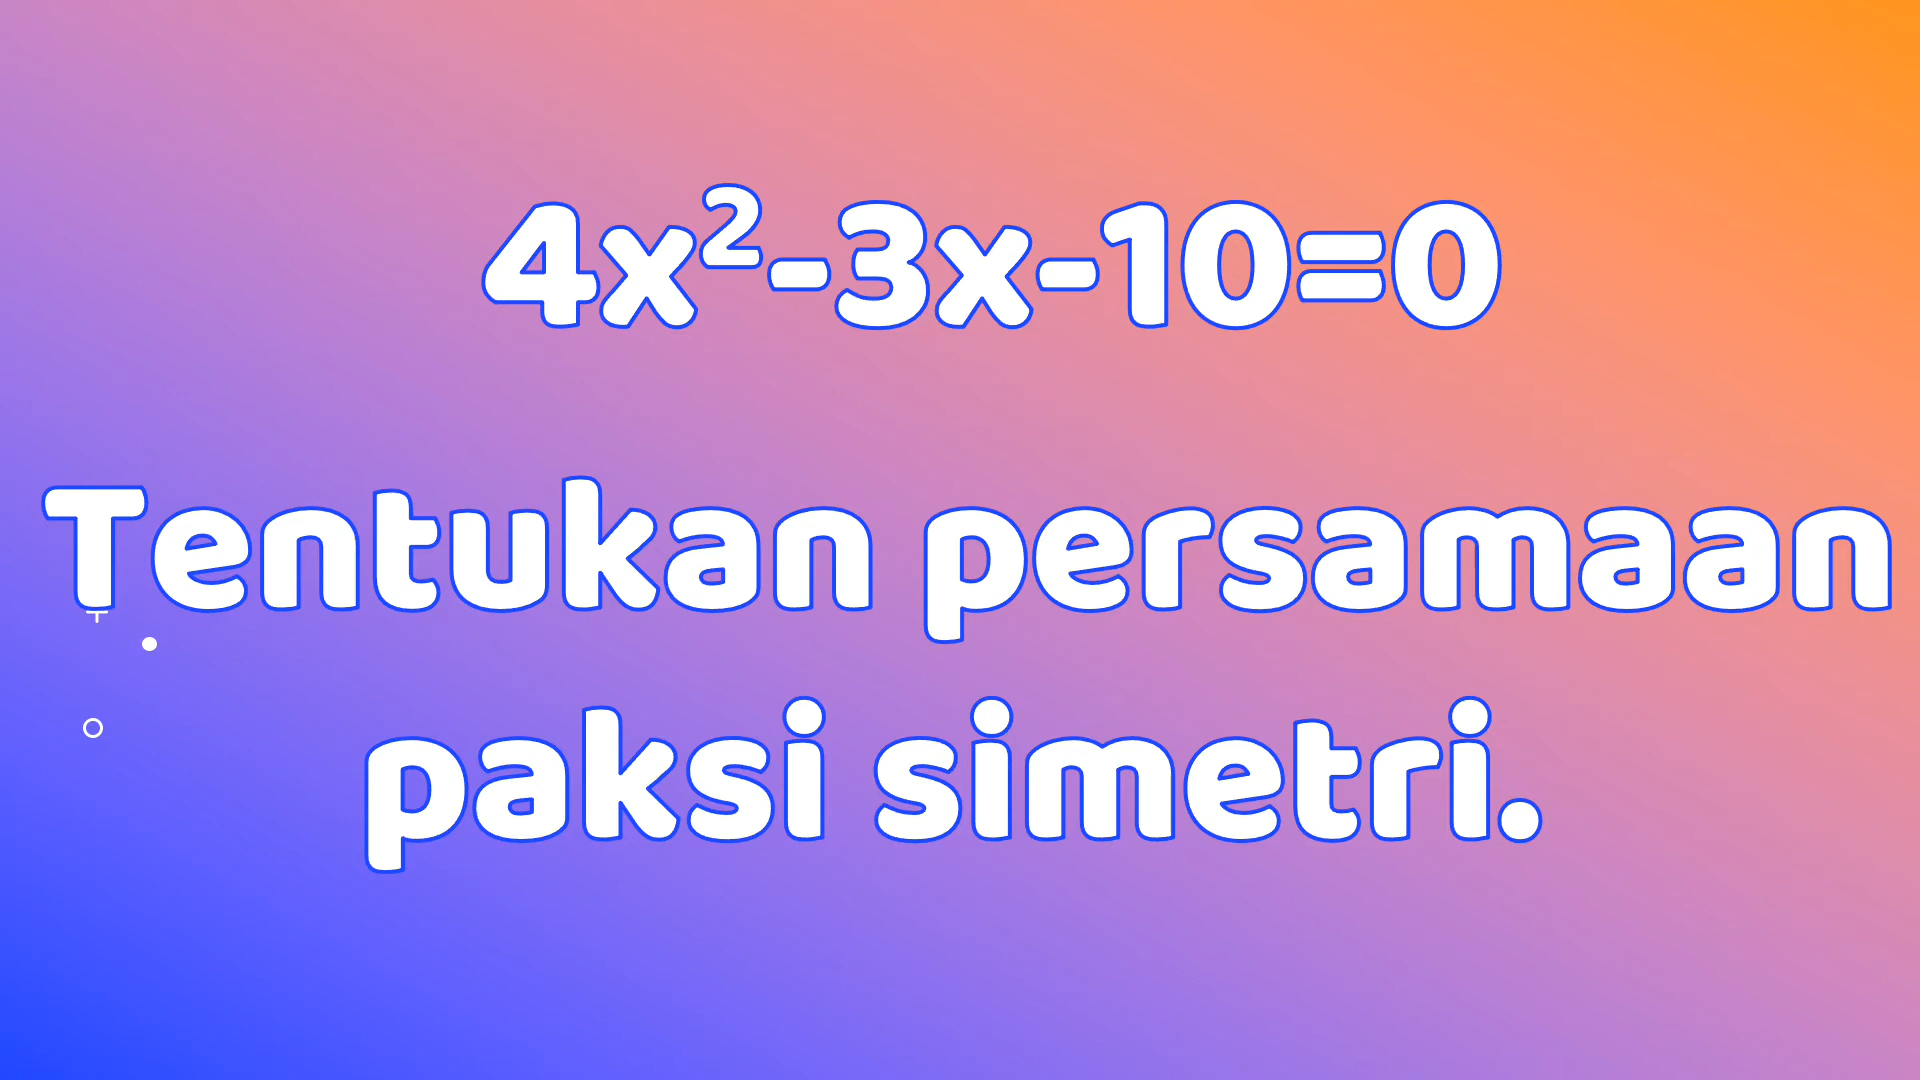 4x²-3x-10=0
Tentukan persamaan
paksi simetri.